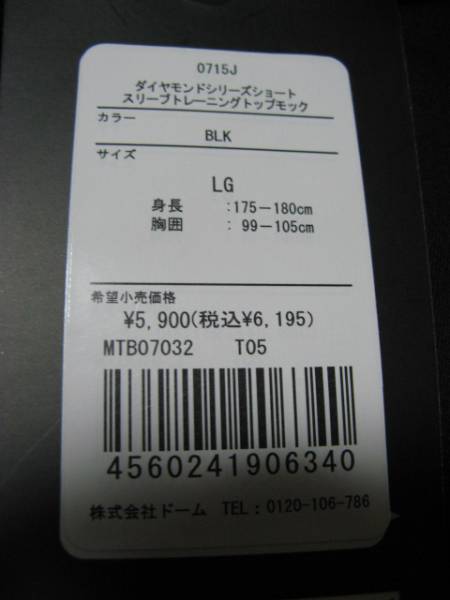 0715J
ダイヤモンドシリーズショート
スリーブトレーニングトップモック
カラー
BLK
サイズ
LG
身長 :175－180cm
胸囲 : 99－105cm
希望小売価格
¥5,900(税込¥6,195)
MTB07032 T05
4560241906340
株式会社ドーム TEL : 0120-106-786